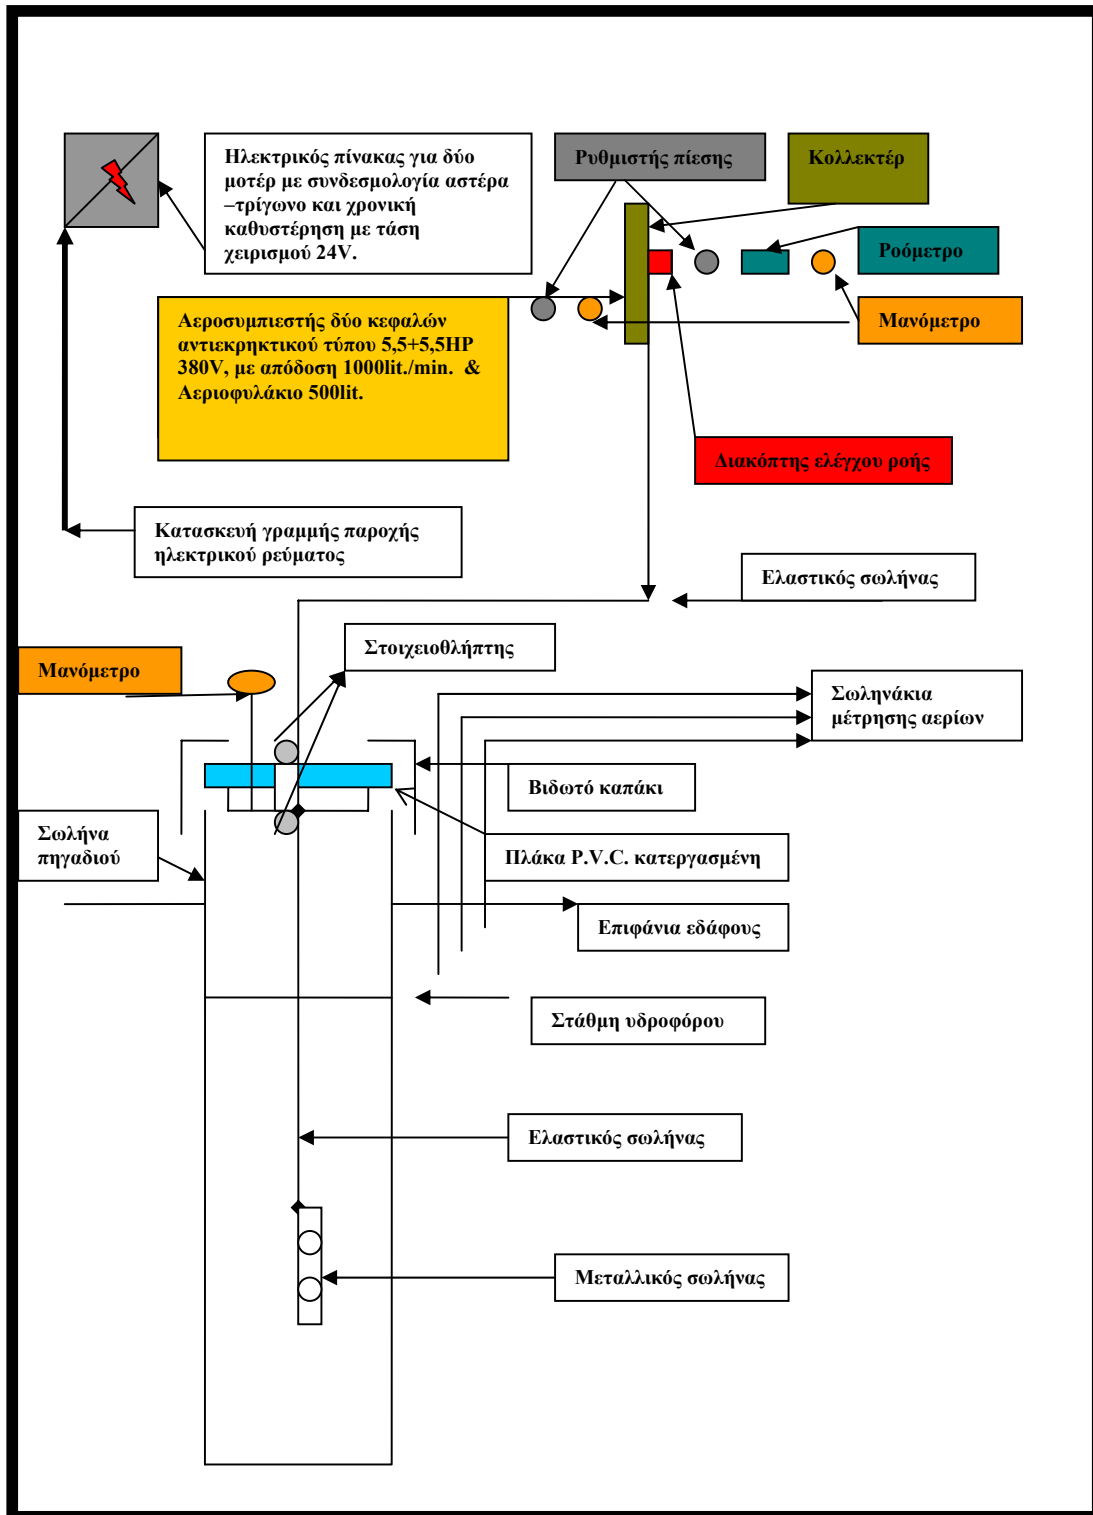 Ηλεκτρικός πίνακας για δύο
μοτέρ με συνδεσμολογία αστέρα
–τρίγωνο και χρονική
καθυστέρηση με τάση
χειρισμού 24V.
Ρυθμιστής πίεσης
Κολλεκτέρ
Ροόμετρο
Αεροσυμπιεστής δύο κεφαλών
αντιεκρηκτικού τύπου 5,5+5,5HP
380V, με απόδοση 1000lit./min. &
Αεριοφυλάκιο 500lit.
Μανόμετρο
Διακόπτης ελέγχου ροής
Κατασκευή γραμμής παροχής
ηλεκτρικού ρεύματος
Ελαστικός σωλήνας
Στοιχειοθλήπτης
Μανόμετρο
Σωληνάκια
μέτρησης αερίων
Βιδωτό καπάκι
Σωλήνα
πηγαδιού
Πλάκα P.V.C. κατεργασμένη
Επιφάνια εδάφους
Στάθμη υδροφόρου
Ελαστικός σωλήνας
Μεταλλικός σωλήνας